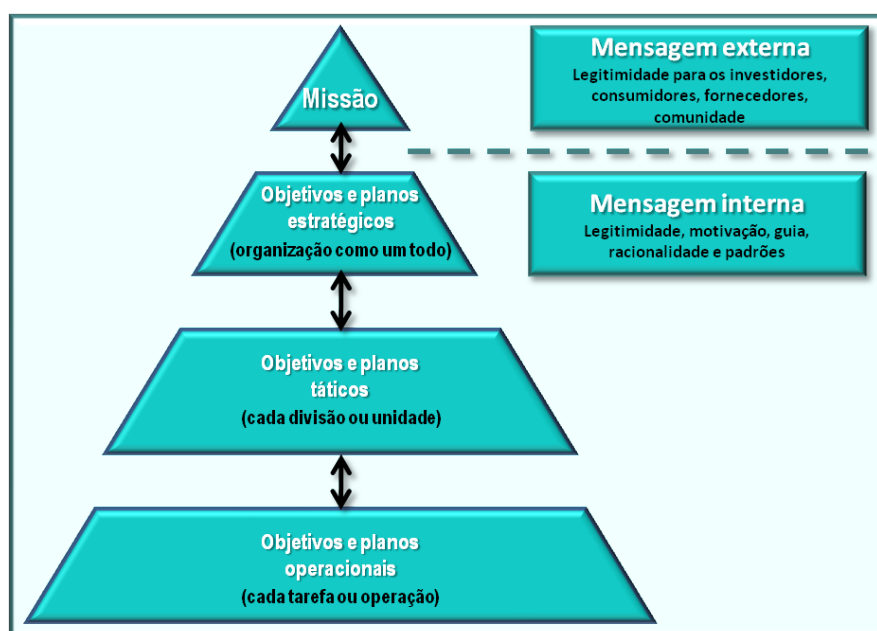 Missão
Mensagem externa
Legitimidade para os investidores,
consumidores, fornecedores,
comunidade
Objetivos e planos
estratégicos
(organização como um todo)
Mensagem interna
Legitimidade, motivação, guia,
racionalidade e padrões
Objetivos e planos
táticos
(cada divisão ou unidade)
Objetivos e planos
operacionais
(cada tarefa ou operação)